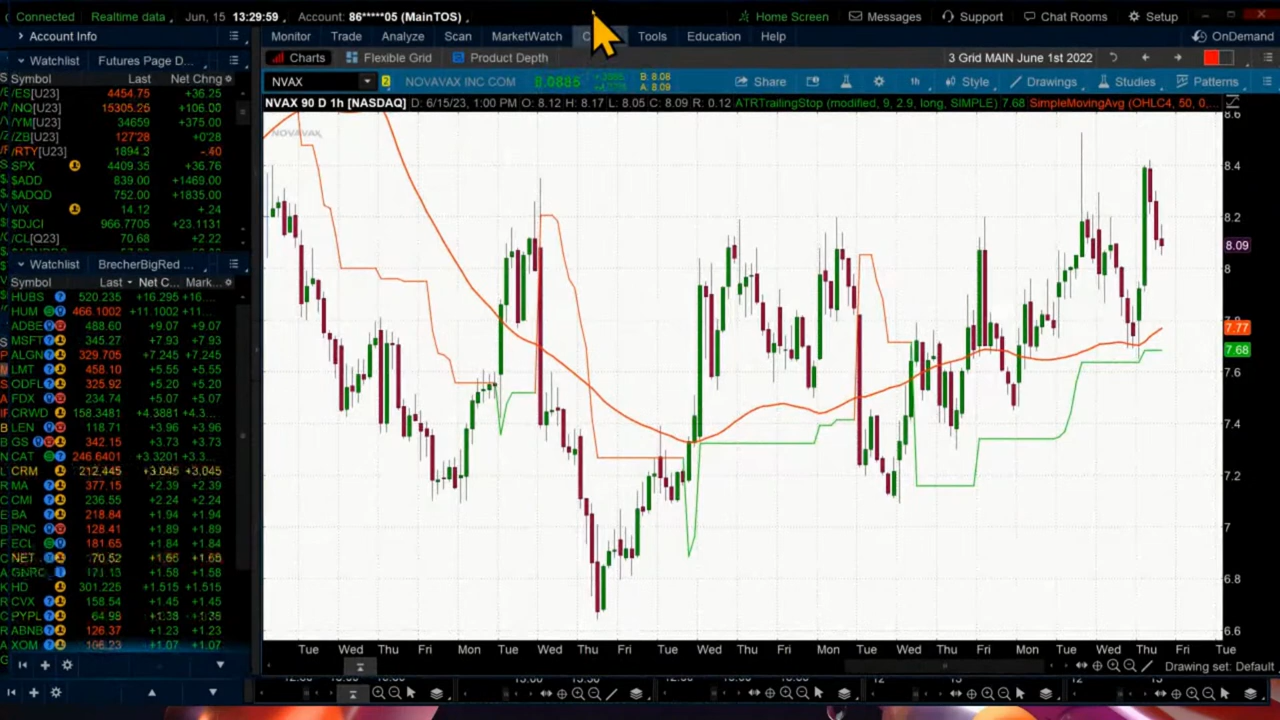 Connected Realtime data Jun, 15 13:29:59 Account: 86*****05 (MainTOS) Home Screen Messages Support Chat Rooms Setup
Account Info
Monitor Trade Analyze Scan MarketWatch Tools Education Help OnDemand
Watchlist Futures Page D...
Charts Flexible Grid Product Depth 3 Grid MAIN June 1st 2022
Symbol Last Net Chng
NVAX 2 NOVAVAX INC COM B: 8.08 A: 8.09 Share 1h Style Drawings Studies Patterns
NVAX 90 D 1h [NASDAQ] D: 6/15/23, 1:00 PM O: 8.12 H: 8.17 L: 8.05 C: 8.09 R: 0.12 ATRTrailingStop (modified, 9, 2.9, long, SIMPLE) 7.68 SimpleMovingAvg (OHLC4, 50, 0,...
/ES[U23] 4454.75 +36.25
/NQ[U23] 15305.25 +106.00
/YM[U23] 34659 +375.00
/ZB[U23] 127'28 +0'28
/RTY[U23] 1894.3 -.40
SPX 4409.35 +36.76
$ADD 839.00 +1469.00
$ADQD 752.00 +1835.00
VIX 14.12 +.24
$DJCI 966.7705 +23.1131
/CL[Q23] 70.68 +2.22
NOVAVAX
Watchlist BrecherBigRed ...
Symbol Last Net C... Mark...
HUBS 520.235 +16.295 +16....
HUM 466.1002 +11.1002 +11...
ADBE 488.60 +9.07 +9.07
MSFT 345.27 +7.93 +7.93
ALGN 329.705 +7.245 +7.245
LMT 458.10 +5.55 +5.55
ODFL 325.92 +5.20 +5.20
FDX 234.74 +5.07 +5.07
CRWD 158.3481 +4.3881 +4.3...
LEN 118.71 +3.96 +3.96
GS 342.15 +3.73 +3.73
CAT 246.6401 +3.3201 +3....
CRM 212.445 +3.045 +3.045
MA 377.15 +2.39 +2.39
CMI 236.55 +2.24 +2.24
BA 218.84 +1.94 +1.94
PNC 128.41 +1.89 +1.89
ECL 181.65 +1.84 +1.84
NET 70.52
GNRC 171.13 +1.58 +1.58
HD 301.225 +1.515 +1.515
CVX 158.54 +1.45 +1.45
PYPL 64.98
ABNB 126.37 +1.23 +1.23
XOM +1.07 +1.07
8.6
8.4
8.2
8.09
8
7.77
7.68
7.6
7.4
7.2
7
6.8
6.6
Tue Wed Thu Fri Mon Tue Wed Thu Fri Tue Wed Thu Fri Mon Tue Wed Thu Fri Mon Tue Wed Thu Fri Tue
Drawing set: Default